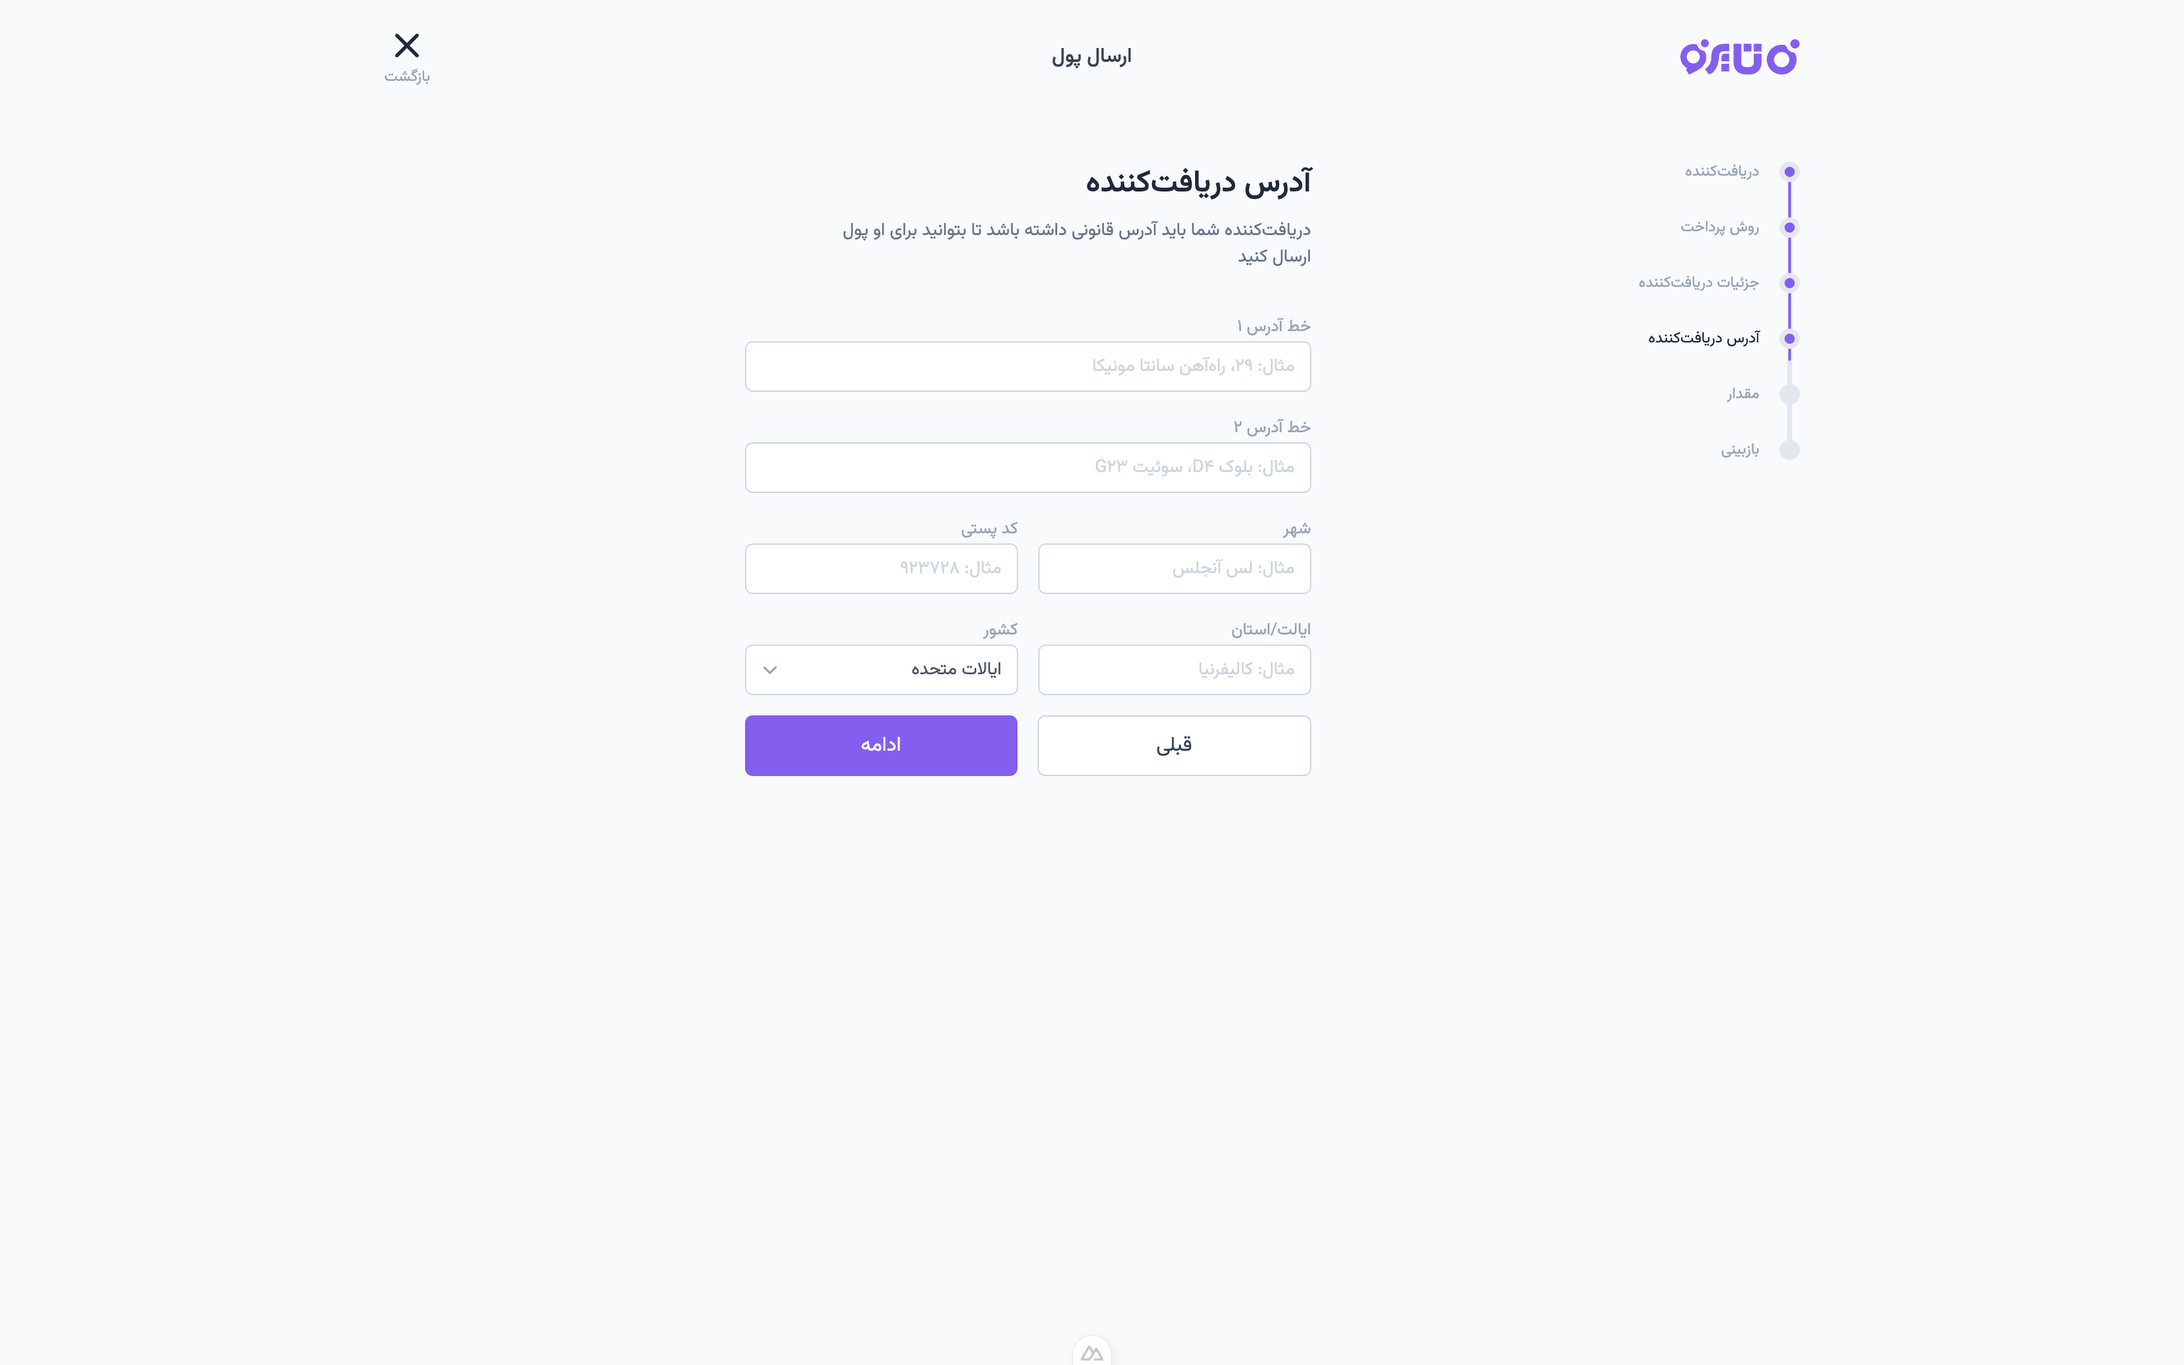 ارسال پول
بازگشت
دریافت‌کننده
روش پرداخت
جزئیات دریافت‌کننده
آدرس دریافت‌کننده
مقدار
بازبینی
آدرس دریافت‌کننده
دریافت‌کننده شما باید آدرس قانونی داشته باشد تا بتوانید برای او پول
ارسال کنید
خط آدرس ۱
مثال: ۲۹، راه‌آهن سانتا مونیکا
خط آدرس ۲
مثال: بلوک D۴، سوئیت G۲۳
شهر
کد پستی
مثال: لس آنجلس
مثال: ۹۲۳۷۲۸
ایالت/استان
کشور
مثال: کالیفرنیا
ایالات متحده
قبلی
ادامه